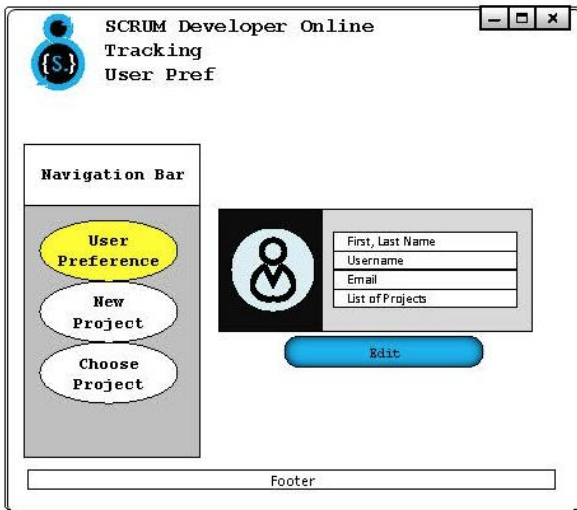 SCRUM Developer Online
Tracking
User Pref
{S.}
Navigation Bar
User
Preference
New
Project
Choose
Project
First, Last Name
Username
Email
List of Projects
Edit
Footer